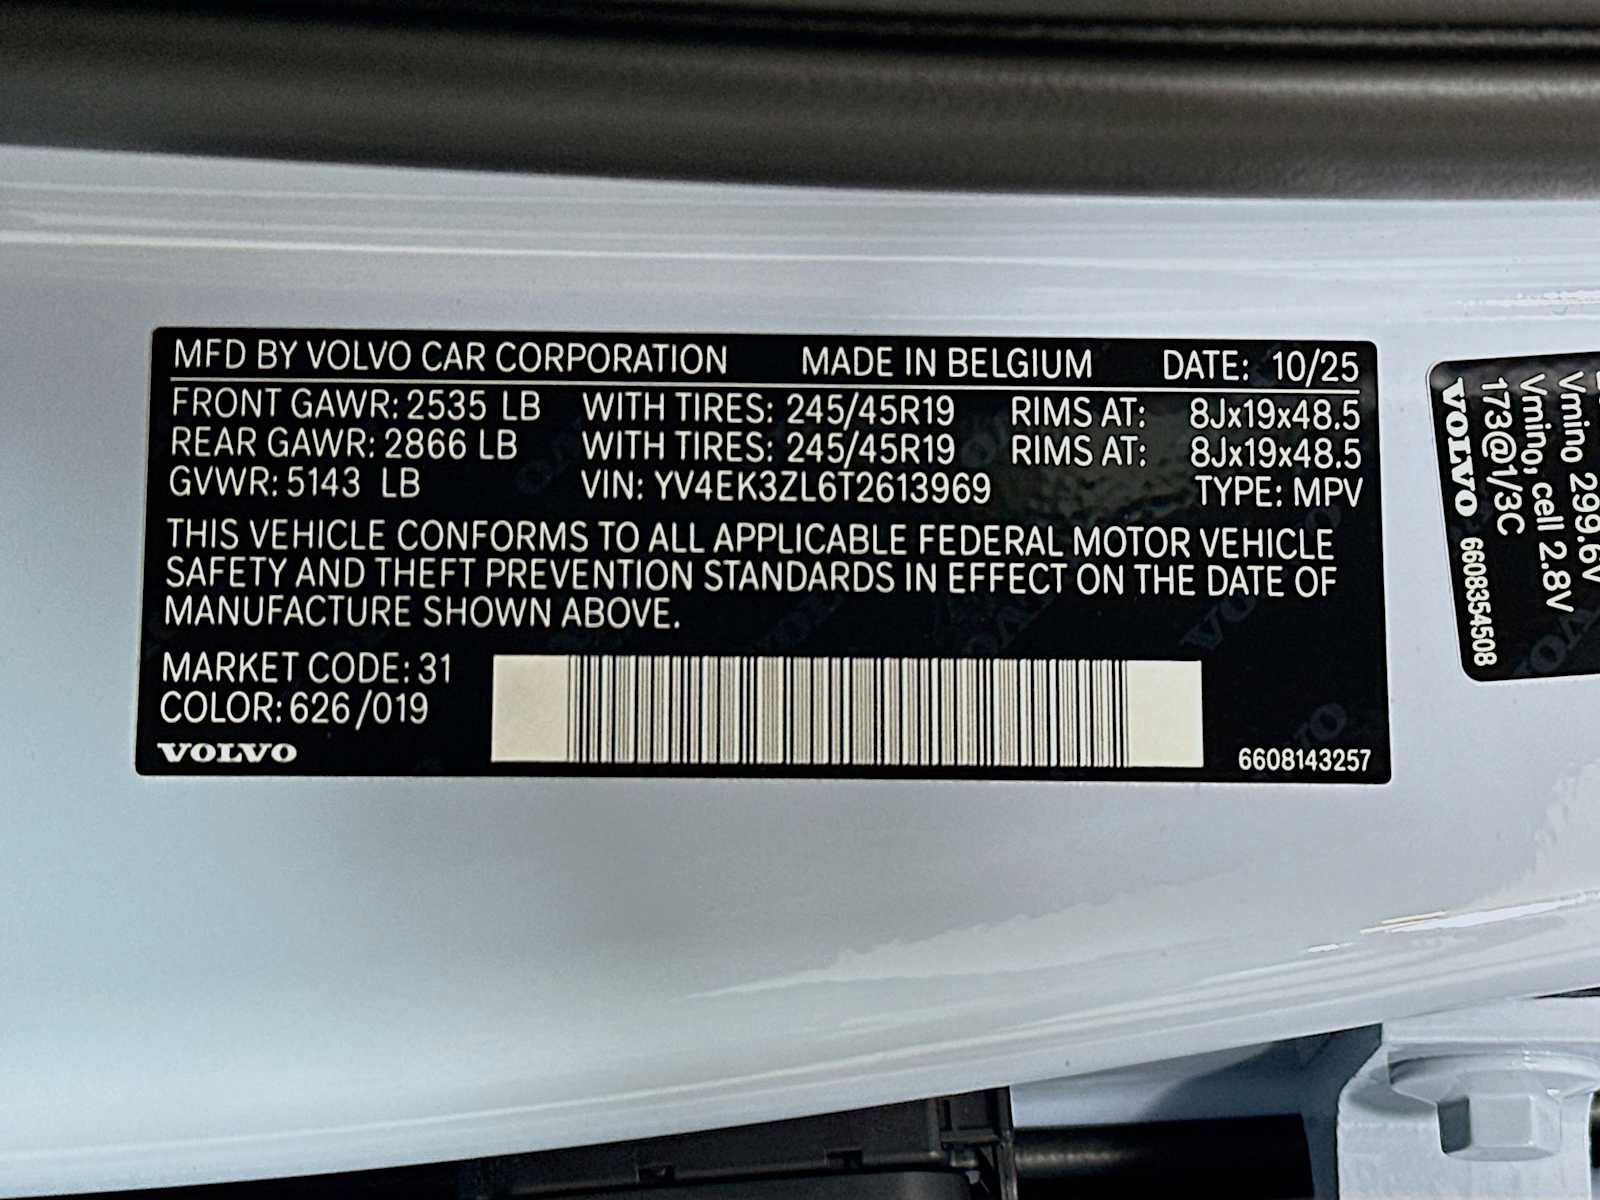 MFD BY VOLVO CAR CORPORATION MADE IN BELGIUM DATE: 10/25
FRONT GAWR: 2535 LB WITH TIRES: 245/45R19 RIMS AT: 8Jx19x48.5
REAR GAWR: 2866 LB WITH TIRES: 245/45R19 RIMS AT: 8Jx19x48.5
GVWR: 5143 LB VIN: YV4EK3ZL6T2613969 TYPE: MPV
THIS VEHICLE CONFORMS TO ALL APPLICABLE FEDERAL MOTOR VEHICLE
SAFETY AND THEFT PREVENTION STANDARDS IN EFFECT ON THE DATE OF
MANUFACTURE SHOWN ABOVE.
MARKET CODE: 31
COLOR: 626/019
VOLVO
6608143257
Vmino 299.6V
Vmino, cell 2.8V
173@1/3C
VOLVO 6608354508